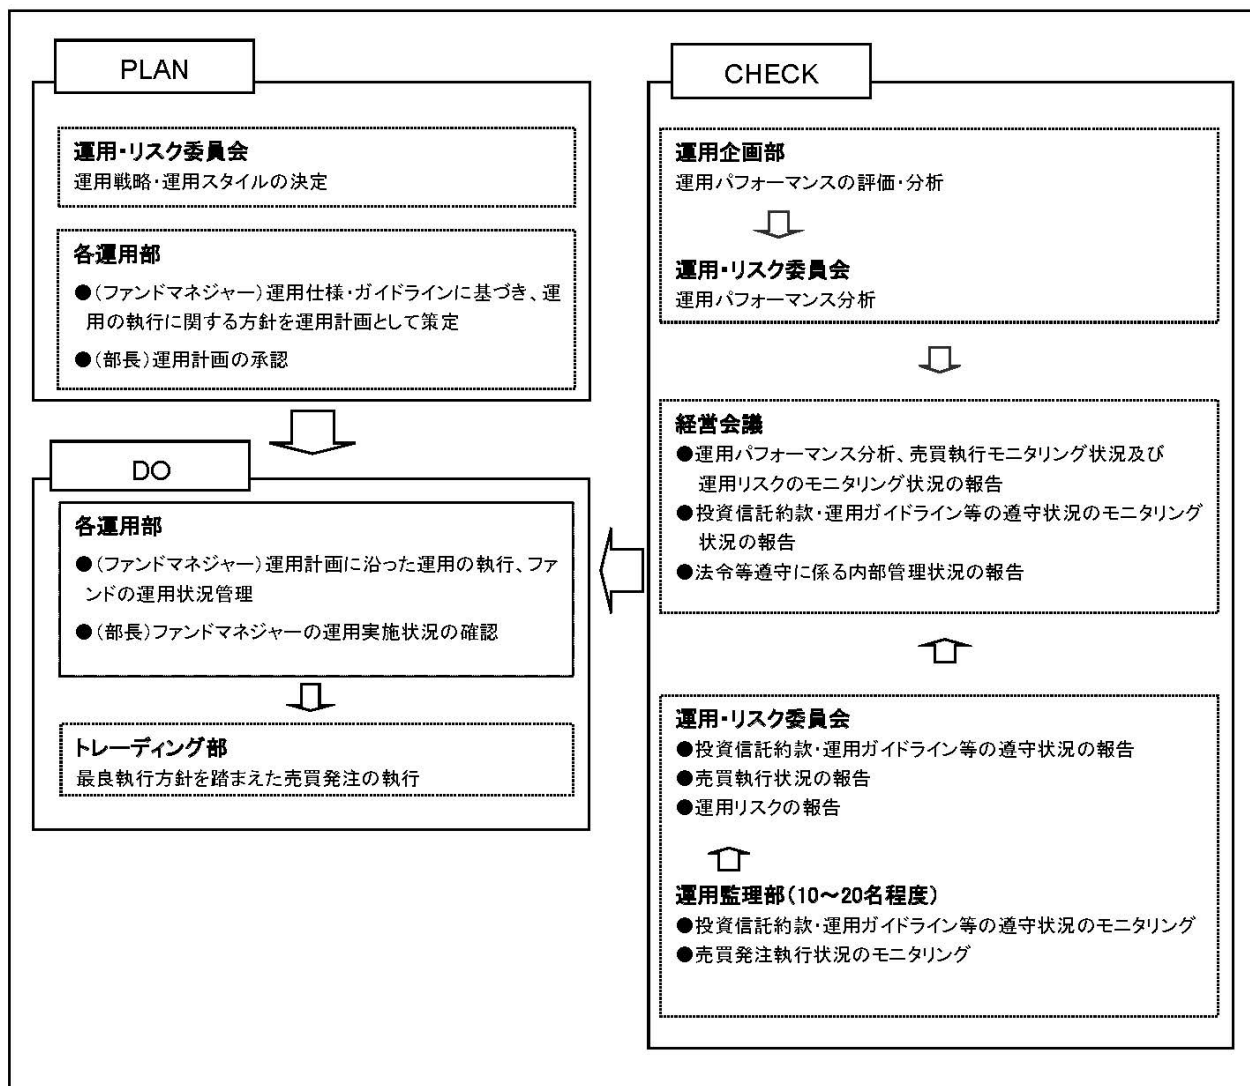 PLAN
運用・リスク委員会
運用戦略・運用スタイルの決定
各運用部
●(ファンドマネジャー)運用仕様・ガイドラインに基づき、運
用の執行に関する方針を運用計画として策定
●(部長)運用計画の承認
DO
各運用部
●(ファンドマネジャー)運用計画に沿った運用の執行、ファ
ンドの運用状況管理
●(部長)ファンドマネジャーの運用実施状況の確認
トレーディング部
最良執行方針を踏まえた売買発注の執行
CHECK
運用企画部
運用パフォーマンスの評価・分析
運用・リスク委員会
運用パフォーマンス分析
経営会議
●運用パフォーマンス分析、売買執行モニタリング状況及び
運用リスクのモニタリング状況の報告
●投資信託約款・運用ガイドライン等の遵守状況のモニタリング
状況の報告
●法令等遵守に係る内部管理状況の報告
運用・リスク委員会
●投資信託約款・運用ガイドライン等の遵守状況の報告
●売買執行状況の報告
●運用リスクの報告
運用監理部(10～20名程度)
●投資信託約款・運用ガイドライン等の遵守状況のモニタリング
●売買発注執行状況のモニタリング